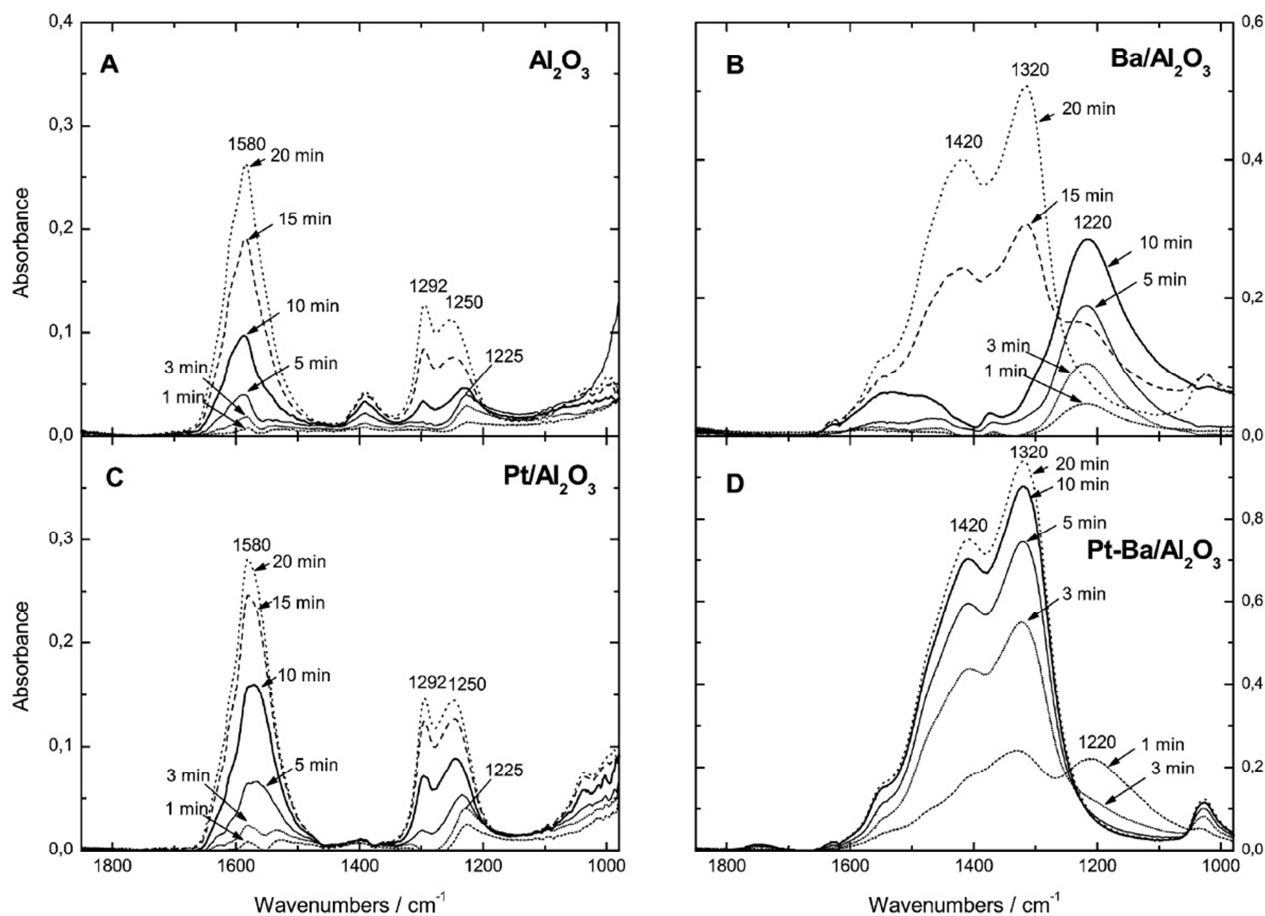 A
Al₂O₃
0,4
0,3
0,2
0,1
0,0
Absorbance
1580
20 min
15 min
10 min
5 min
3 min
1 min
1292
1250
1225
B
Ba/Al₂O₃
0,6
0,4
0,2
0,0
1420
1320
20 min
15 min
1220
10 min
5 min
3 min
1 min
C
Pt/Al₂O₃
0,3
0,2
0,1
0,0
Absorbance
1580
20 min
15 min
10 min
5 min
3 min
1 min
1292
1250
1225
1800 1600 1400 1200 1000
Wavenumbers / cm⁻¹
D
Pt-Ba/Al₂O₃
0,8
0,6
0,4
0,2
0,0
1320
20 min
10 min
1420
5 min
3 min
1220
1 min
3 min
1800 1600 1400 1200 1000
Wavenumbers / cm⁻¹